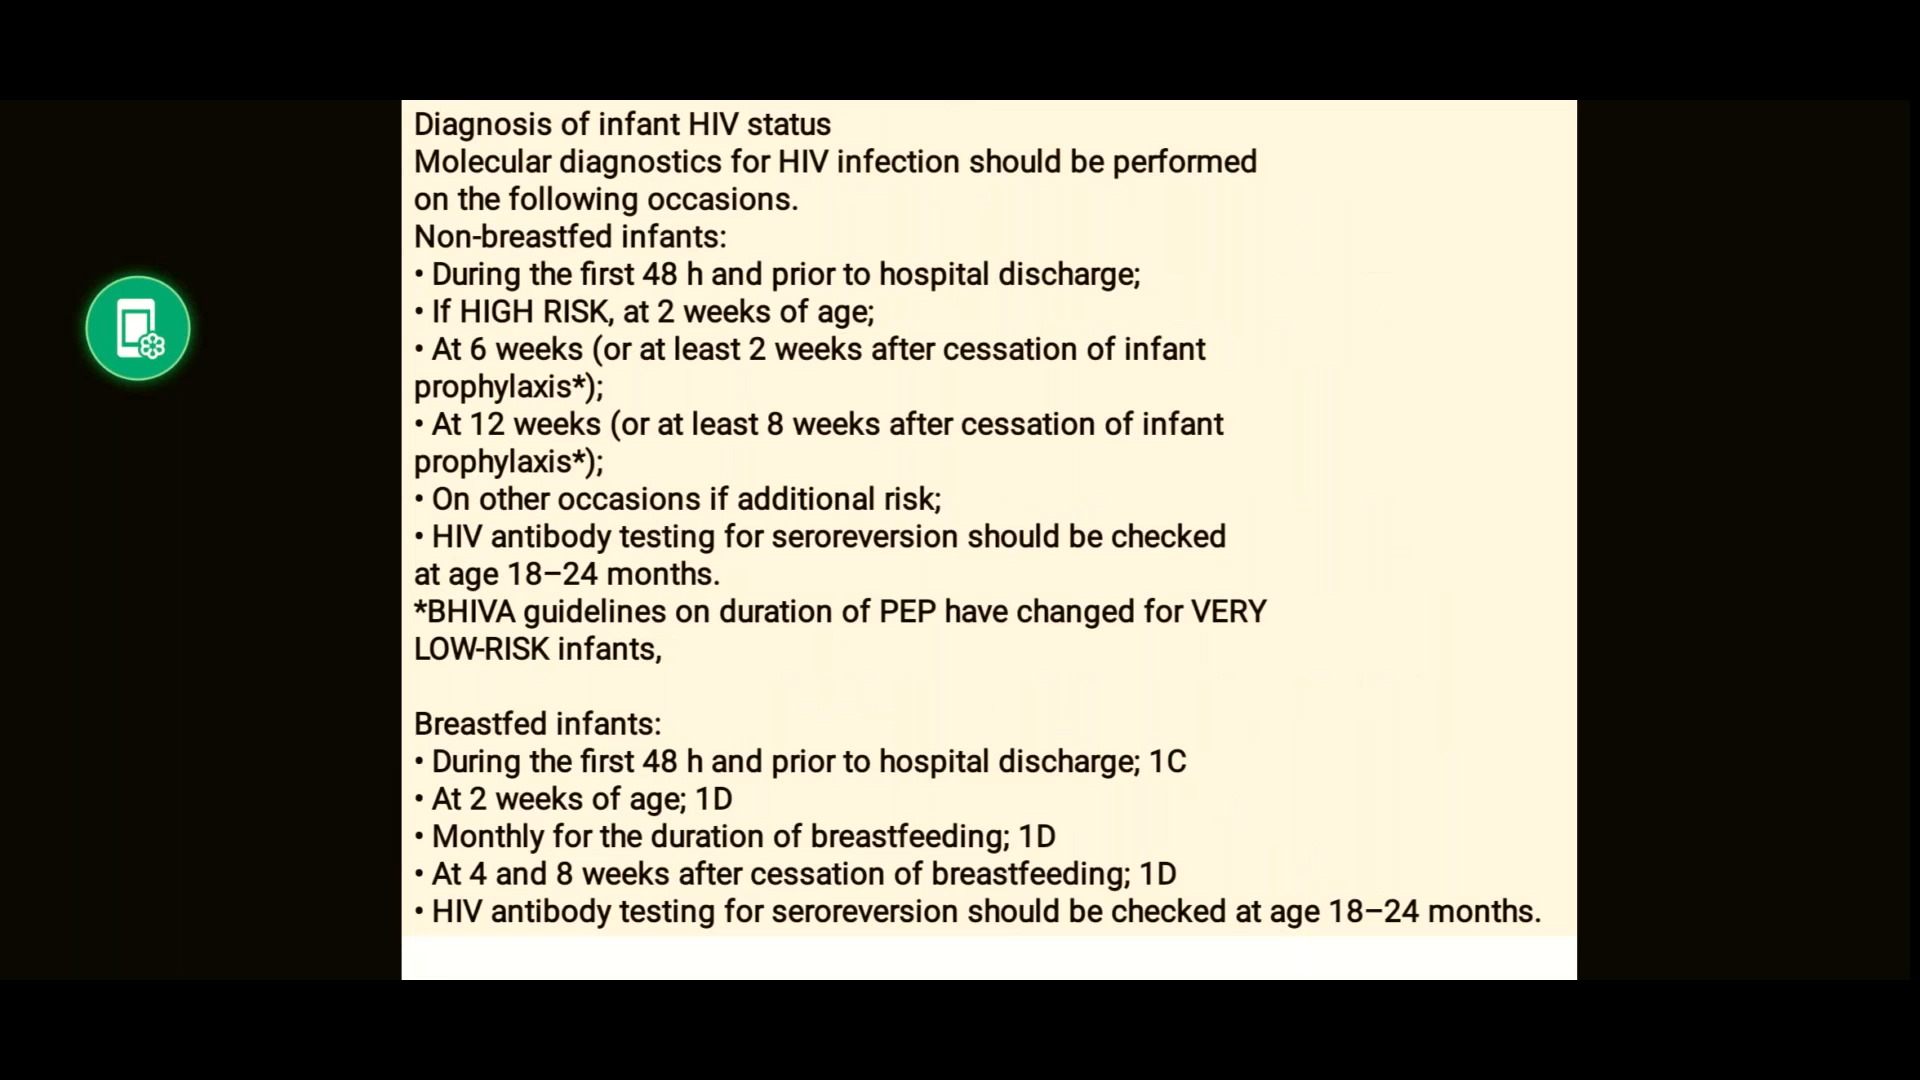 Diagnosis of infant HIV status
Molecular diagnostics for HIV infection should be performed
on the following occasions.
Non-breastfed infants:
• During the first 48 h and prior to hospital discharge;
• If HIGH RISK, at 2 weeks of age;
• At 6 weeks (or at least 2 weeks after cessation of infant
prophylaxis*);
• At 12 weeks (or at least 8 weeks after cessation of infant
prophylaxis*);
• On other occasions if additional risk;
• HIV antibody testing for seroreversion should be checked
at age 18–24 months.
*BHIVA guidelines on duration of PEP have changed for VERY
LOW-RISK infants,
Breastfed infants:
• During the first 48 h and prior to hospital discharge; 1C
• At 2 weeks of age; 1D
• Monthly for the duration of breastfeeding; 1D
• At 4 and 8 weeks after cessation of breastfeeding; 1D
• HIV antibody testing for seroreversion should be checked at age 18–24 months.